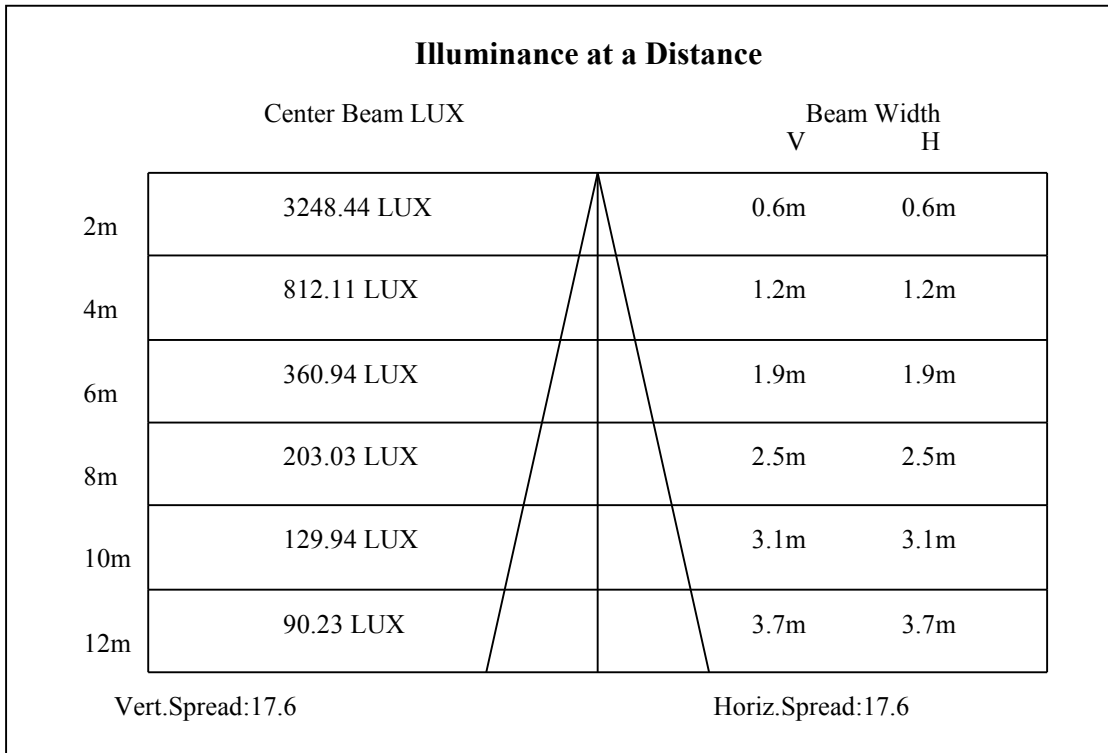 Illuminance at a Distance
Center Beam LUX Beam Width
V H
2m 3248.44 LUX 0.6m 0.6m
4m 812.11 LUX 1.2m 1.2m
6m 360.94 LUX 1.9m 1.9m
8m 203.03 LUX 2.5m 2.5m
10m 129.94 LUX 3.1m 3.1m
12m 90.23 LUX 3.7m 3.7m
Vert.Spread:17.6 Horiz.Spread:17.6